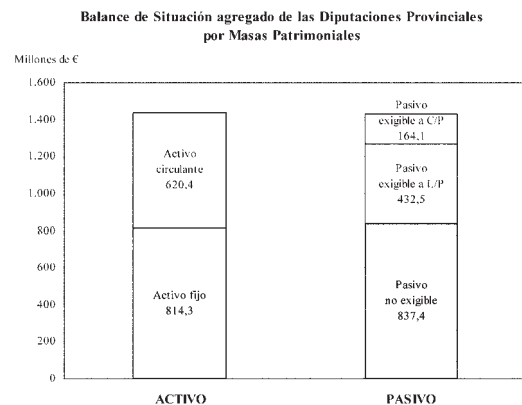 Balance de Situación agregado de las Diputaciones Provinciales
por Masas Patrimoniales
Millones de €
1.600
1.400
1.200
1.000
800
600
400
200
0
Activo
circulante
620,4
Activo fijo
814,3
Pasivo
exigible a C/P
164,1
Pasivo
exigible a L/P
432,5
Pasivo
no exigible
837,4
ACTIVO
PASIVO